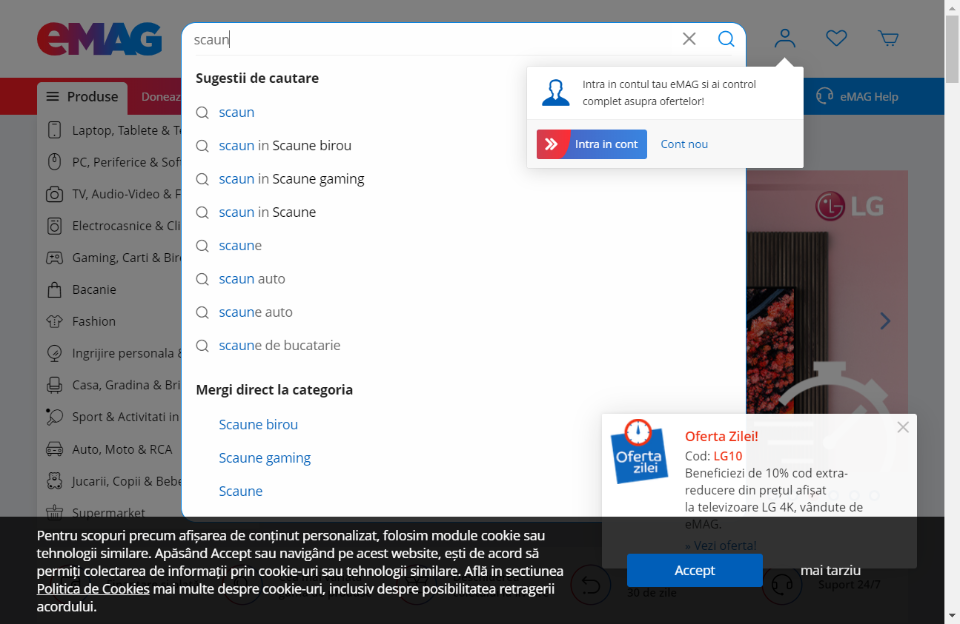 eMAG
scaun
Sugestii de cautare
scaun
scaun in Scaune birou
scaun in Scaune gaming
scaun in Scaune
scaune
scaun auto
scaune auto
scaune de bucatarie
Mergi direct la categoria
Scaune birou
Scaune gaming
Scaune
Intra in contul tau eMAG si ai control
complet asupra ofertelor!
Intra in cont
Cont nou
eMAG Help
Produse
Laptop, Tablete & Te
PC, Periferice & Sof
TV, Audio-Video & F
Electrocasnice & Cli
Gaming, Carti & Bir
Bacanie
Fashion
Ingrijire personala &
Casa, Gradina & Bri
Sport & Activitati in
Auto, Moto & RCA
Jucarii, Copii & Bebe
Supermarket
LG
Oferta
zilei
Oferta Zilei!
Cod: LG10
Beneficiezi de 10% cod extra-
reducere din prețul afișat
la televizoare LG 4K, vândute de
eMAG.
» Vezi oferta!
Pentru scopuri precum afișarea de conținut personalizat, folosim module cookie sau
tehnologii similare. Apăsând Accept sau navigând pe acest website, ești de acord să
permiți colectarea de informații prin cookie-uri sau tehnologii similare. Află in sectiunea
Politica de Cookies mai multe despre cookie-uri, inclusiv despre posibilitatea retragerii
acordului.
Accept
mai tarziu
30 de zile
Suport 24/7